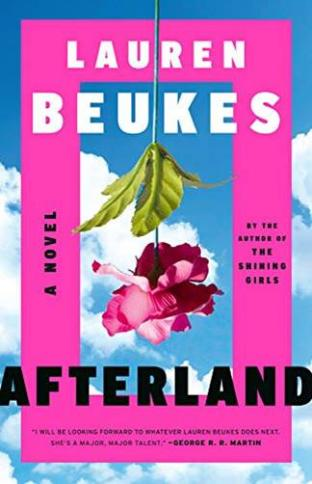 LAUREN
BEUKES
A NOVEL
BY THE
AUTHOR OF
THE
SHINING
GIRLS
AFTERLAND
"I WILL BE LOOKING FORWARD TO WHATEVER LAUREN BEUKES DOES NEXT.
SHE'S A MAJOR, MAJOR TALENT." –GEORGE R. R. MARTIN